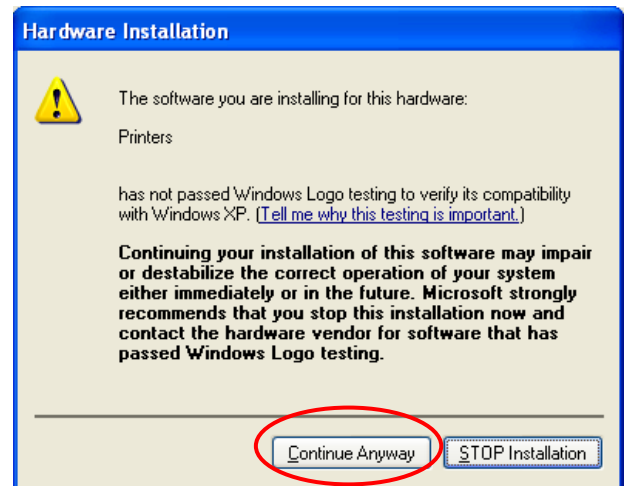 Hardware Installation
The software you are installing for this hardware:
Printers
has not passed Windows Logo testing to verify its compatibility
with Windows XP. (Tell me why this testing is important.)
Continuing your installation of this software may impair
or destabilize the correct operation of your system
either immediately or in the future. Microsoft strongly
recommends that you stop this installation now and
contact the hardware vendor for software that has
passed Windows Logo testing.
Continue Anyway STOP Installation